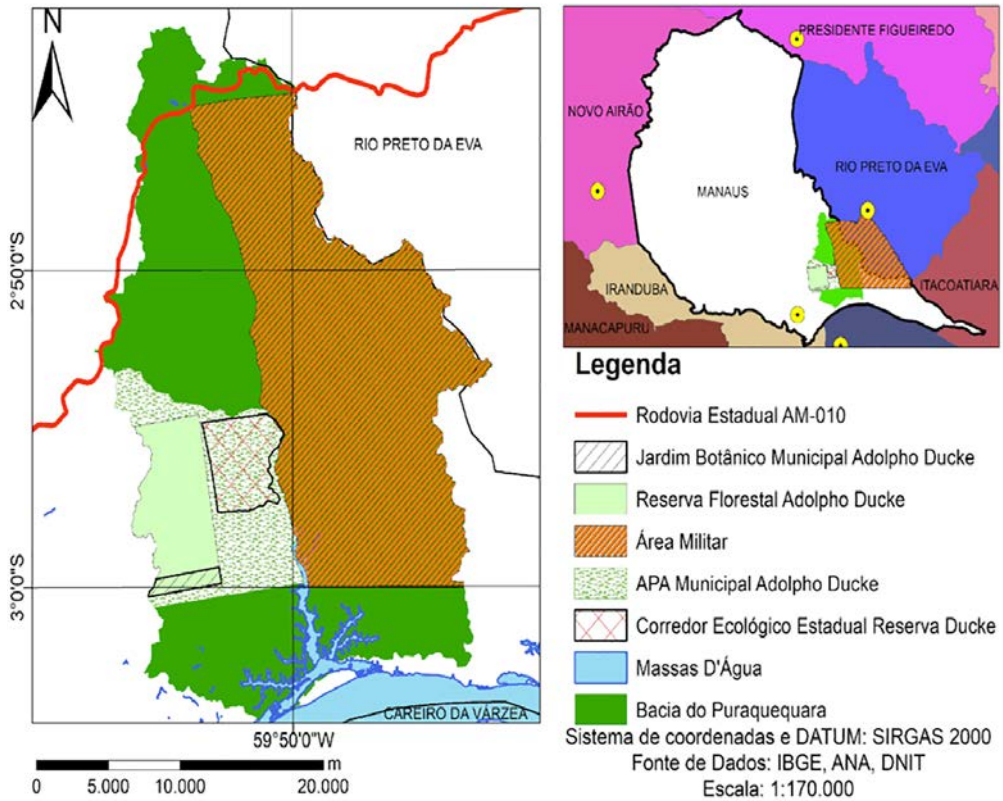 N
RIO PRETO DA EVA
2°50'0"S
3°0'0"S
CAREIRO DA VÁRZEA
59°50'0"W
0 5.000 10.000 20.000 m
PRESIDENTE FIGUEIREDO
NOVO AIRÃO
RIO PRETO DA EVA
MANAUS
IRANDUBA
ITACOATIARA
MANACAPURU
Legenda
Rodovia Estadual AM-010
Jardim Botânico Municipal Adolpho Ducke
Reserva Florestal Adolpho Ducke
Área Militar
APA Municipal Adolpho Ducke
Corredor Ecológico Estadual Reserva Ducke
Massas D'Água
Bacia do Puraquequara
Sistema de coordenadas e DATUM: SIRGAS 2000
Fonte de Dados: IBGE, ANA, DNIT
Escala: 1:170.000